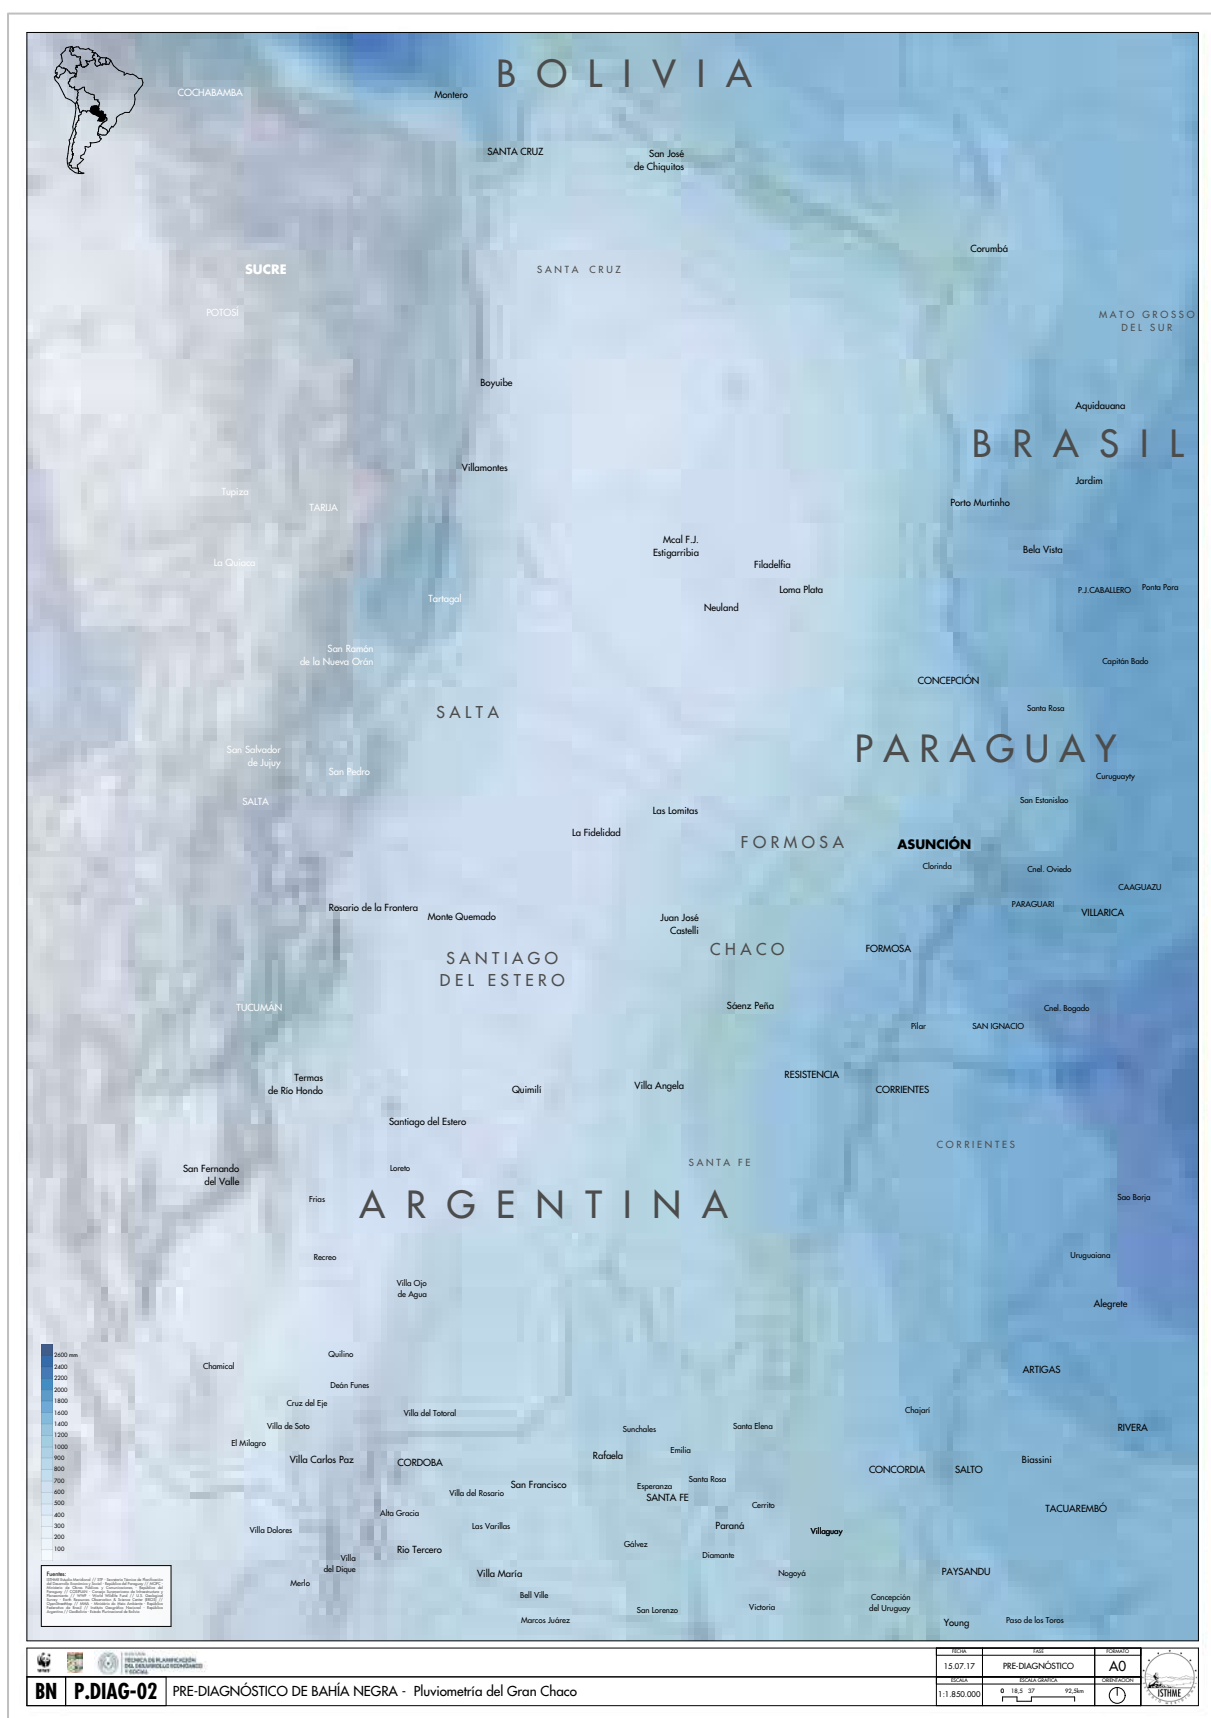 BOLIVIA
COCHABAMBA
Montero
SANTA CRUZ
San José
de Chiquitos
Corumbá
SUCRE
SANTA CRUZ
POTOSÍ
MATO GROSSO
DEL SUR
Boyuibe
Aquidauana
BRASIL
Villamontes
Jardim
Tupiza
TARIJA
Porto Murtinho
Mcal F.J.
Estigarribia
Bela Vista
La Quiaca
Filadelfia
Loma Plata
P.J.CABALLERO
Ponta Pora
Tartagal
Neuland
San Ramón
de la Nueva Orán
Capitán Bado
CONCEPCIÓN
SALTA
Santa Rosa
PARAGUAY
San Salvador
de Jujuy
San Pedro
Curuguayty
SALTA
San Estanislao
Las Lomitas
La Fidelidad
FORMOSA
ASUNCIÓN
Clorinda
Cnel. Oviedo
CAAGUAZU
Rosario de la Frontera
Monte Quemado
Juan José
Castelli
PARAGUARI
VILLARICA
CHACO
FORMOSA
SANTIAGO
DEL ESTERO
TUCUMÁN
Sáenz Peña
Cnel. Bogado
Pilar
SAN IGNACIO
Termas
de Río Hondo
Quimilí
Villa Angela
RESISTENCIA
CORRIENTES
Santiago del Estero
CORRIENTES
San Fernando
del Valle
Loreto
SANTA FE
Frias
ARGENTINA
Sao Borja
Recreo
Uruguaiana
Villa Ojo
de Agua
Alegrete
Quilino
Chamical
ARTIGAS
Deán Funes
Cruz del Eje
Villa del Totoral
Chajarí
Villa de Soto
Sunchales
Santa Elena
RIVERA
El Milagro
Villa Carlos Paz
CORDOBA
Rafaela
Emilia
CONCORDIA
SALTO
Biassini
San Francisco
Santa Rosa
Villa del Rosario
Esperanza
SANTA FE
Cerrito
TACUAREMBÓ
Alta Gracia
Villa Dolores
Las Varillas
Paraná
Villaguay
Rio Tercero
Gálvez
Diamante
Villa
del Dique
Merlo
Villa María
Nogoyá
PAYSANDU
Bell Ville
Concepción
del Uruguay
San Lorenzo
Victoria
Marcos Juárez
Young
Paso de los Toros
2600 mm
2400
2200
2000
1800
1600
1400
1200
1000
900
800
700
600
500
400
300
200
100
Fuentes:
WWF
TÉCNICA DE PLANIFICACIÓN
DEL DESARROLLO ECONÓMICO
Y SOCIAL
BN
P.DIAG-02
PRE-DIAGNÓSTICO DE BAHÍA NEGRA - Pluviometría del Gran Chaco
FECHA
15.07.17
FASE
PRE-DIAGNÓSTICO
FORMATO
A0
ESCALA
1:1.850.000
ESCALA GRAFICA
0 18,5 37 92,5km
ORIENTACION
ISTHME